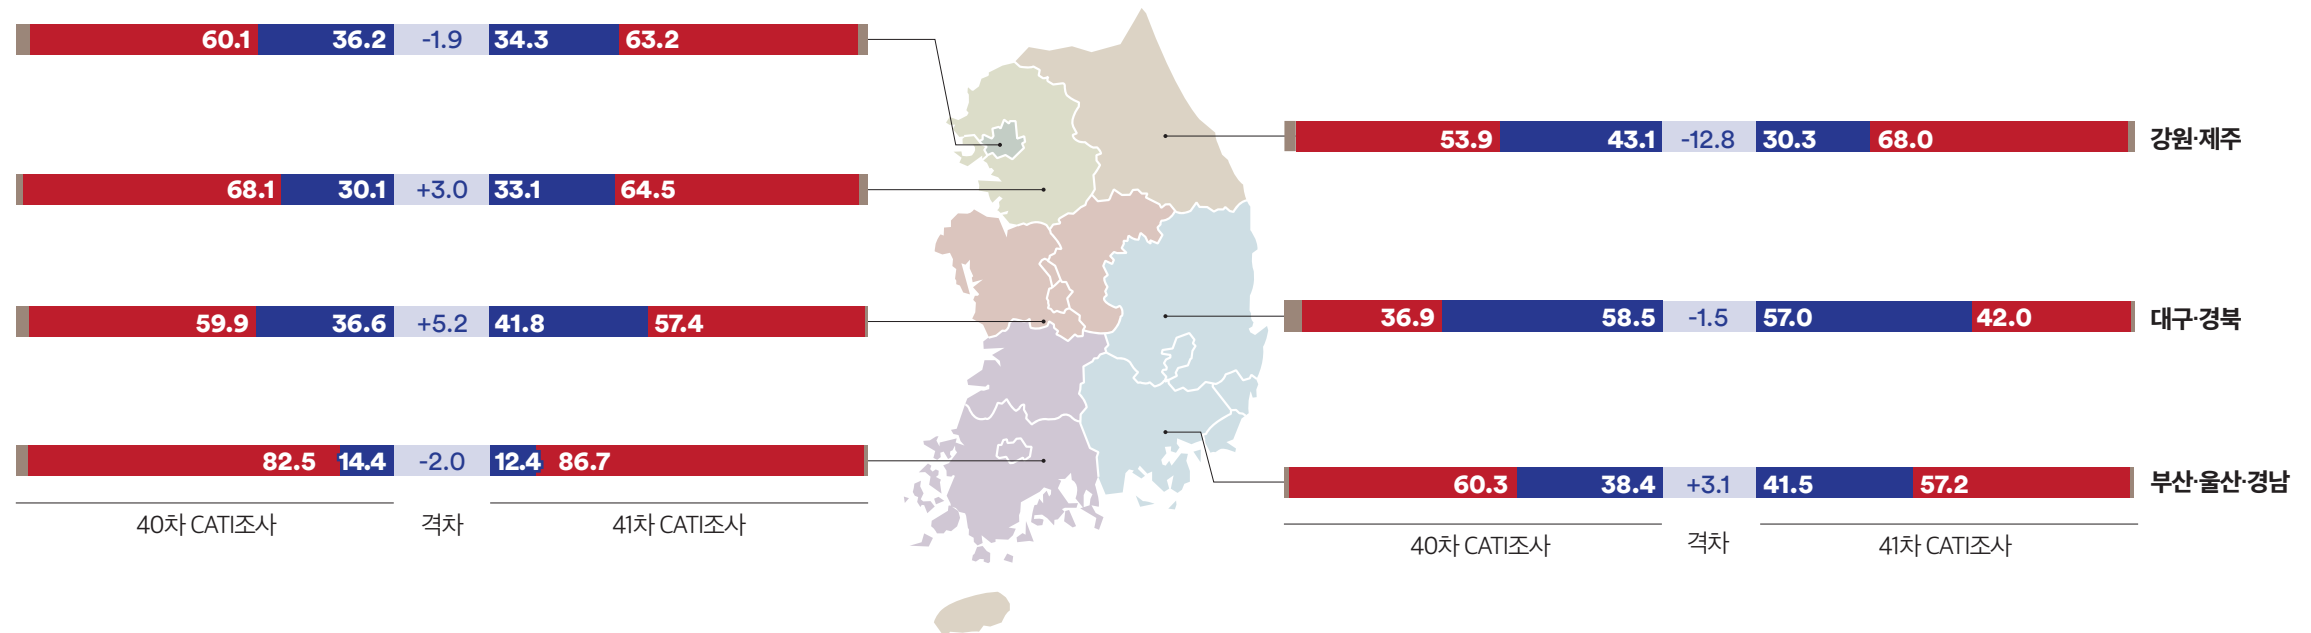 60.1 36.2 -1.9 34.3 63.2
68.1 30.1 +3.0 33.1 64.5
59.9 36.6 +5.2 41.8 57.4
82.5 14.4 -2.0 12.4 86.7
40차 CATI조사 격차 41차 CATI조사
53.9 43.1 -12.8 30.3 68.0 강원·제주
36.9 58.5 -1.5 57.0 42.0 대구·경북
60.3 38.4 +3.1 41.5 57.2 부산·울산·경남
40차 CATI조사 격차 41차 CATI조사